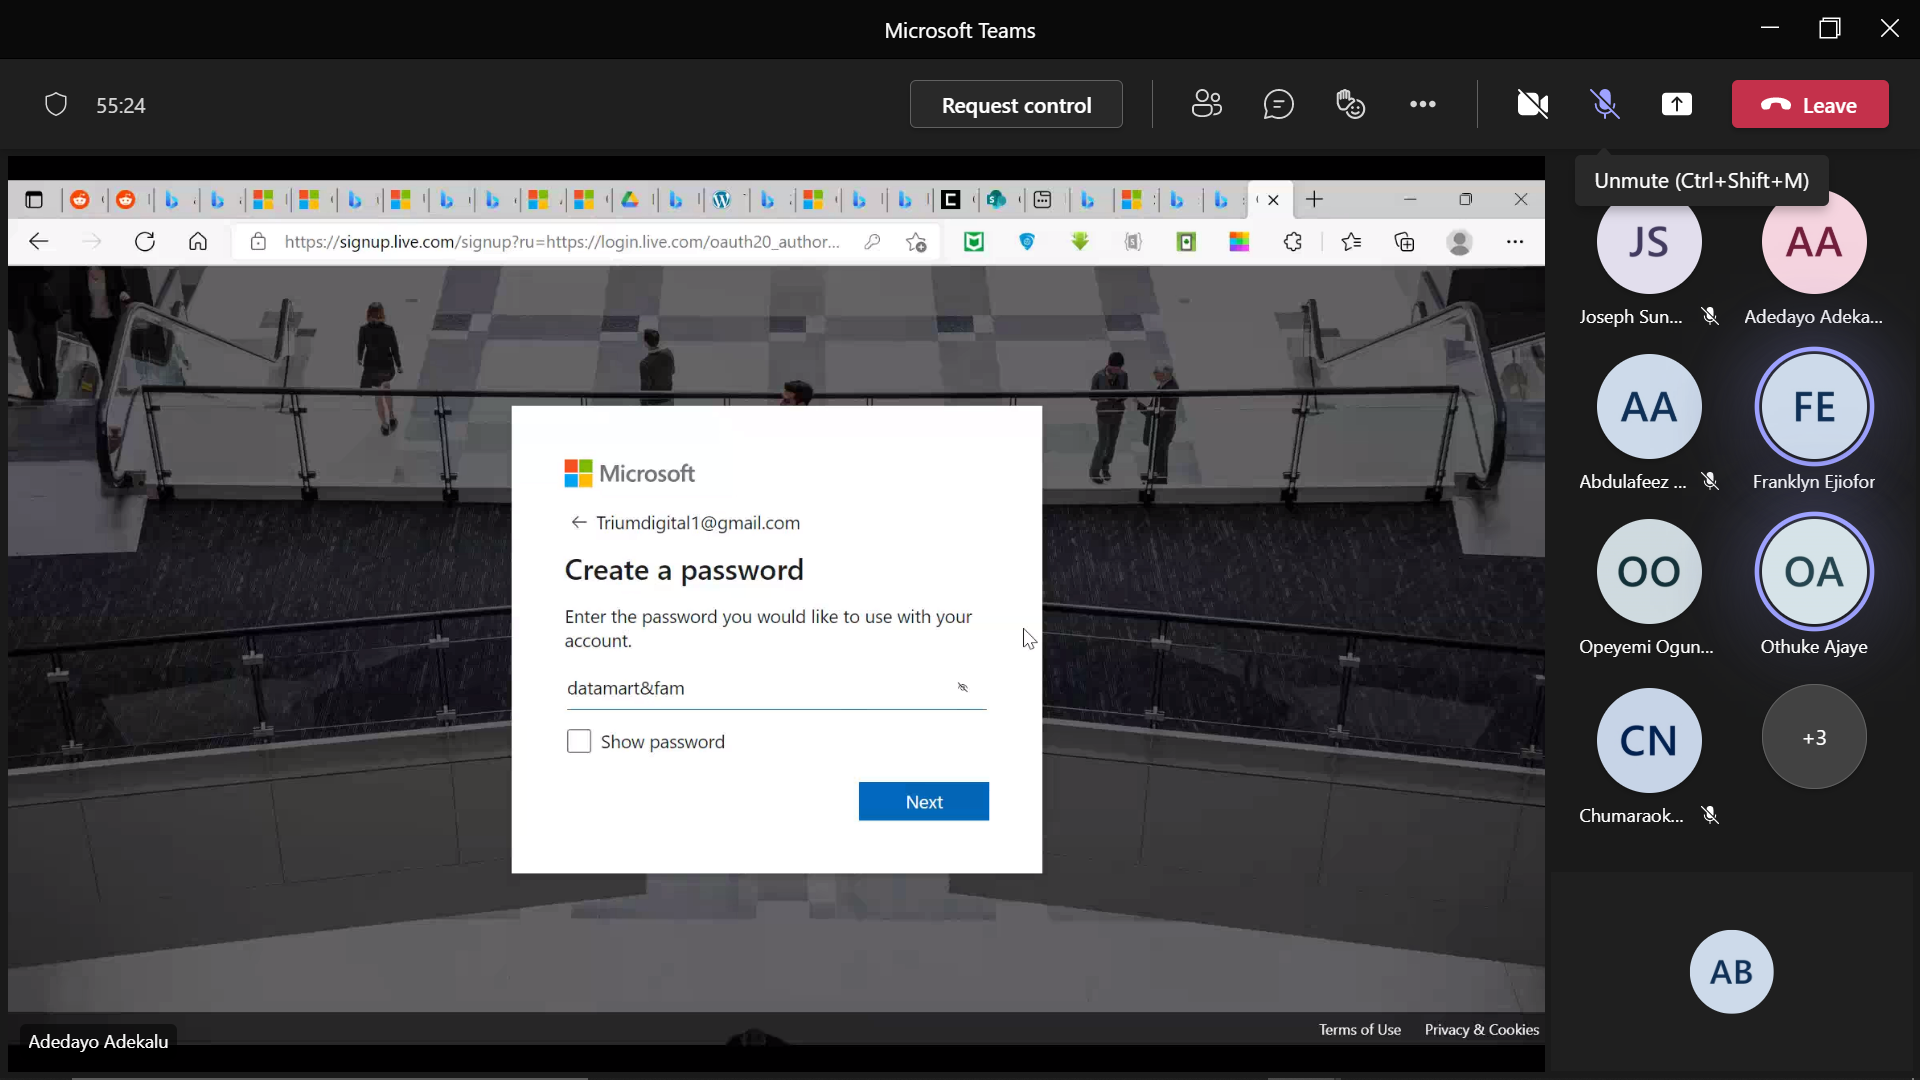 Microsoft Teams
55:24
Request control
Leave
Unmute (Ctrl+Shift+M)
https://signup.live.com/signup?ru=https://login.live.com/oauth20_author...
JS
AA
Joseph Sun...
Adedayo Adeka...
AA
FE
Abdulafeez ...
Franklyn Ejiofor
OO
OA
Opeyemi Ogun...
Othuke Ajaye
CN
+3
Chumaraok...
AB
Microsoft
Triumdigital1@gmail.com
Create a password
Enter the password you would like to use with your
account.
datamart&fam
Show password
Next
Terms of Use
Privacy & Cookies
Adedayo Adekalu